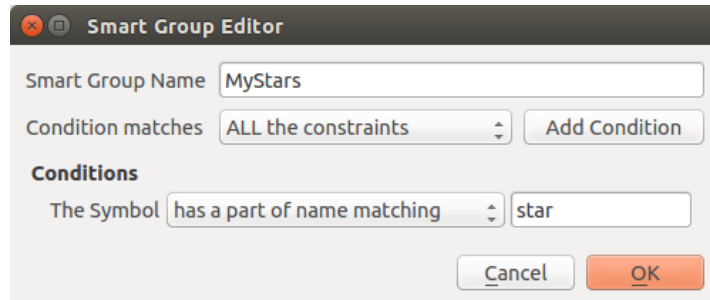 Smart Group Editor
Smart Group Name MyStars
Condition matches ALL the constraints Add Condition
Conditions
The Symbol has a part of name matching star
Cancel OK